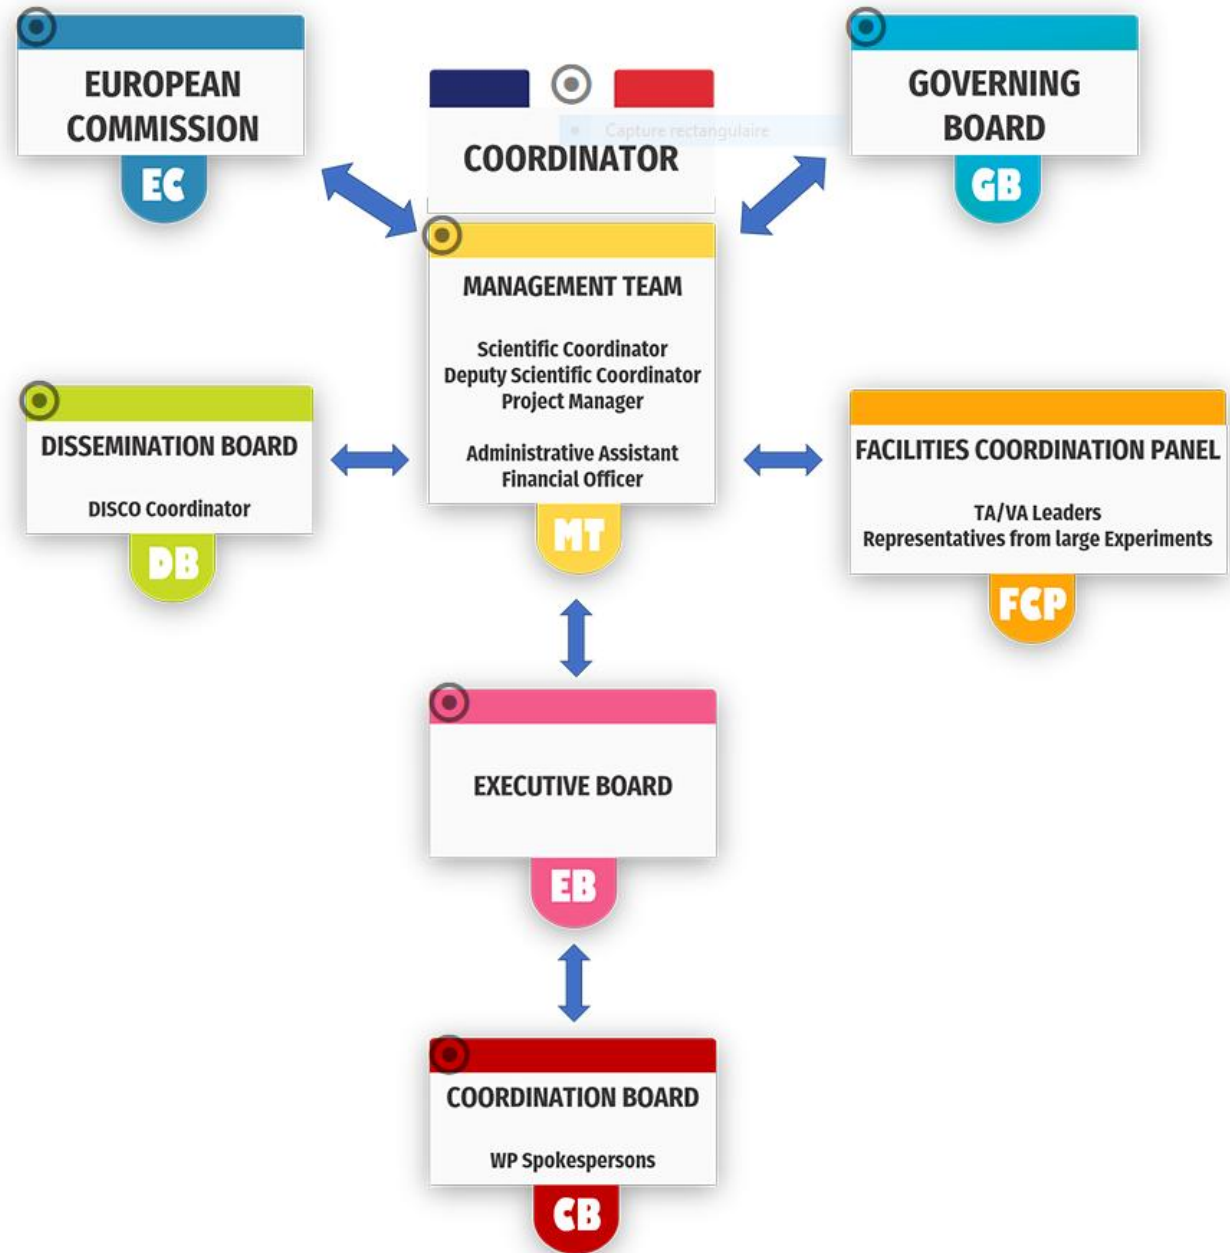 EUROPEAN
COMMISSION
EC
COORDINATOR
Capture rectangulaire
GOVERNING
BOARD
GB
MANAGEMENT TEAM
Scientific Coordinator
Deputy Scientific Coordinator
Project Manager
Administrative Assistant
Financial Officer
MT
DISSEMINATION BOARD
DISCO Coordinator
DB
FACILITIES COORDINATION PANEL
TA/VA Leaders
Representatives from large Experiments
FCP
EXECUTIVE BOARD
EB
COORDINATION BOARD
WP Spokespersons
CB